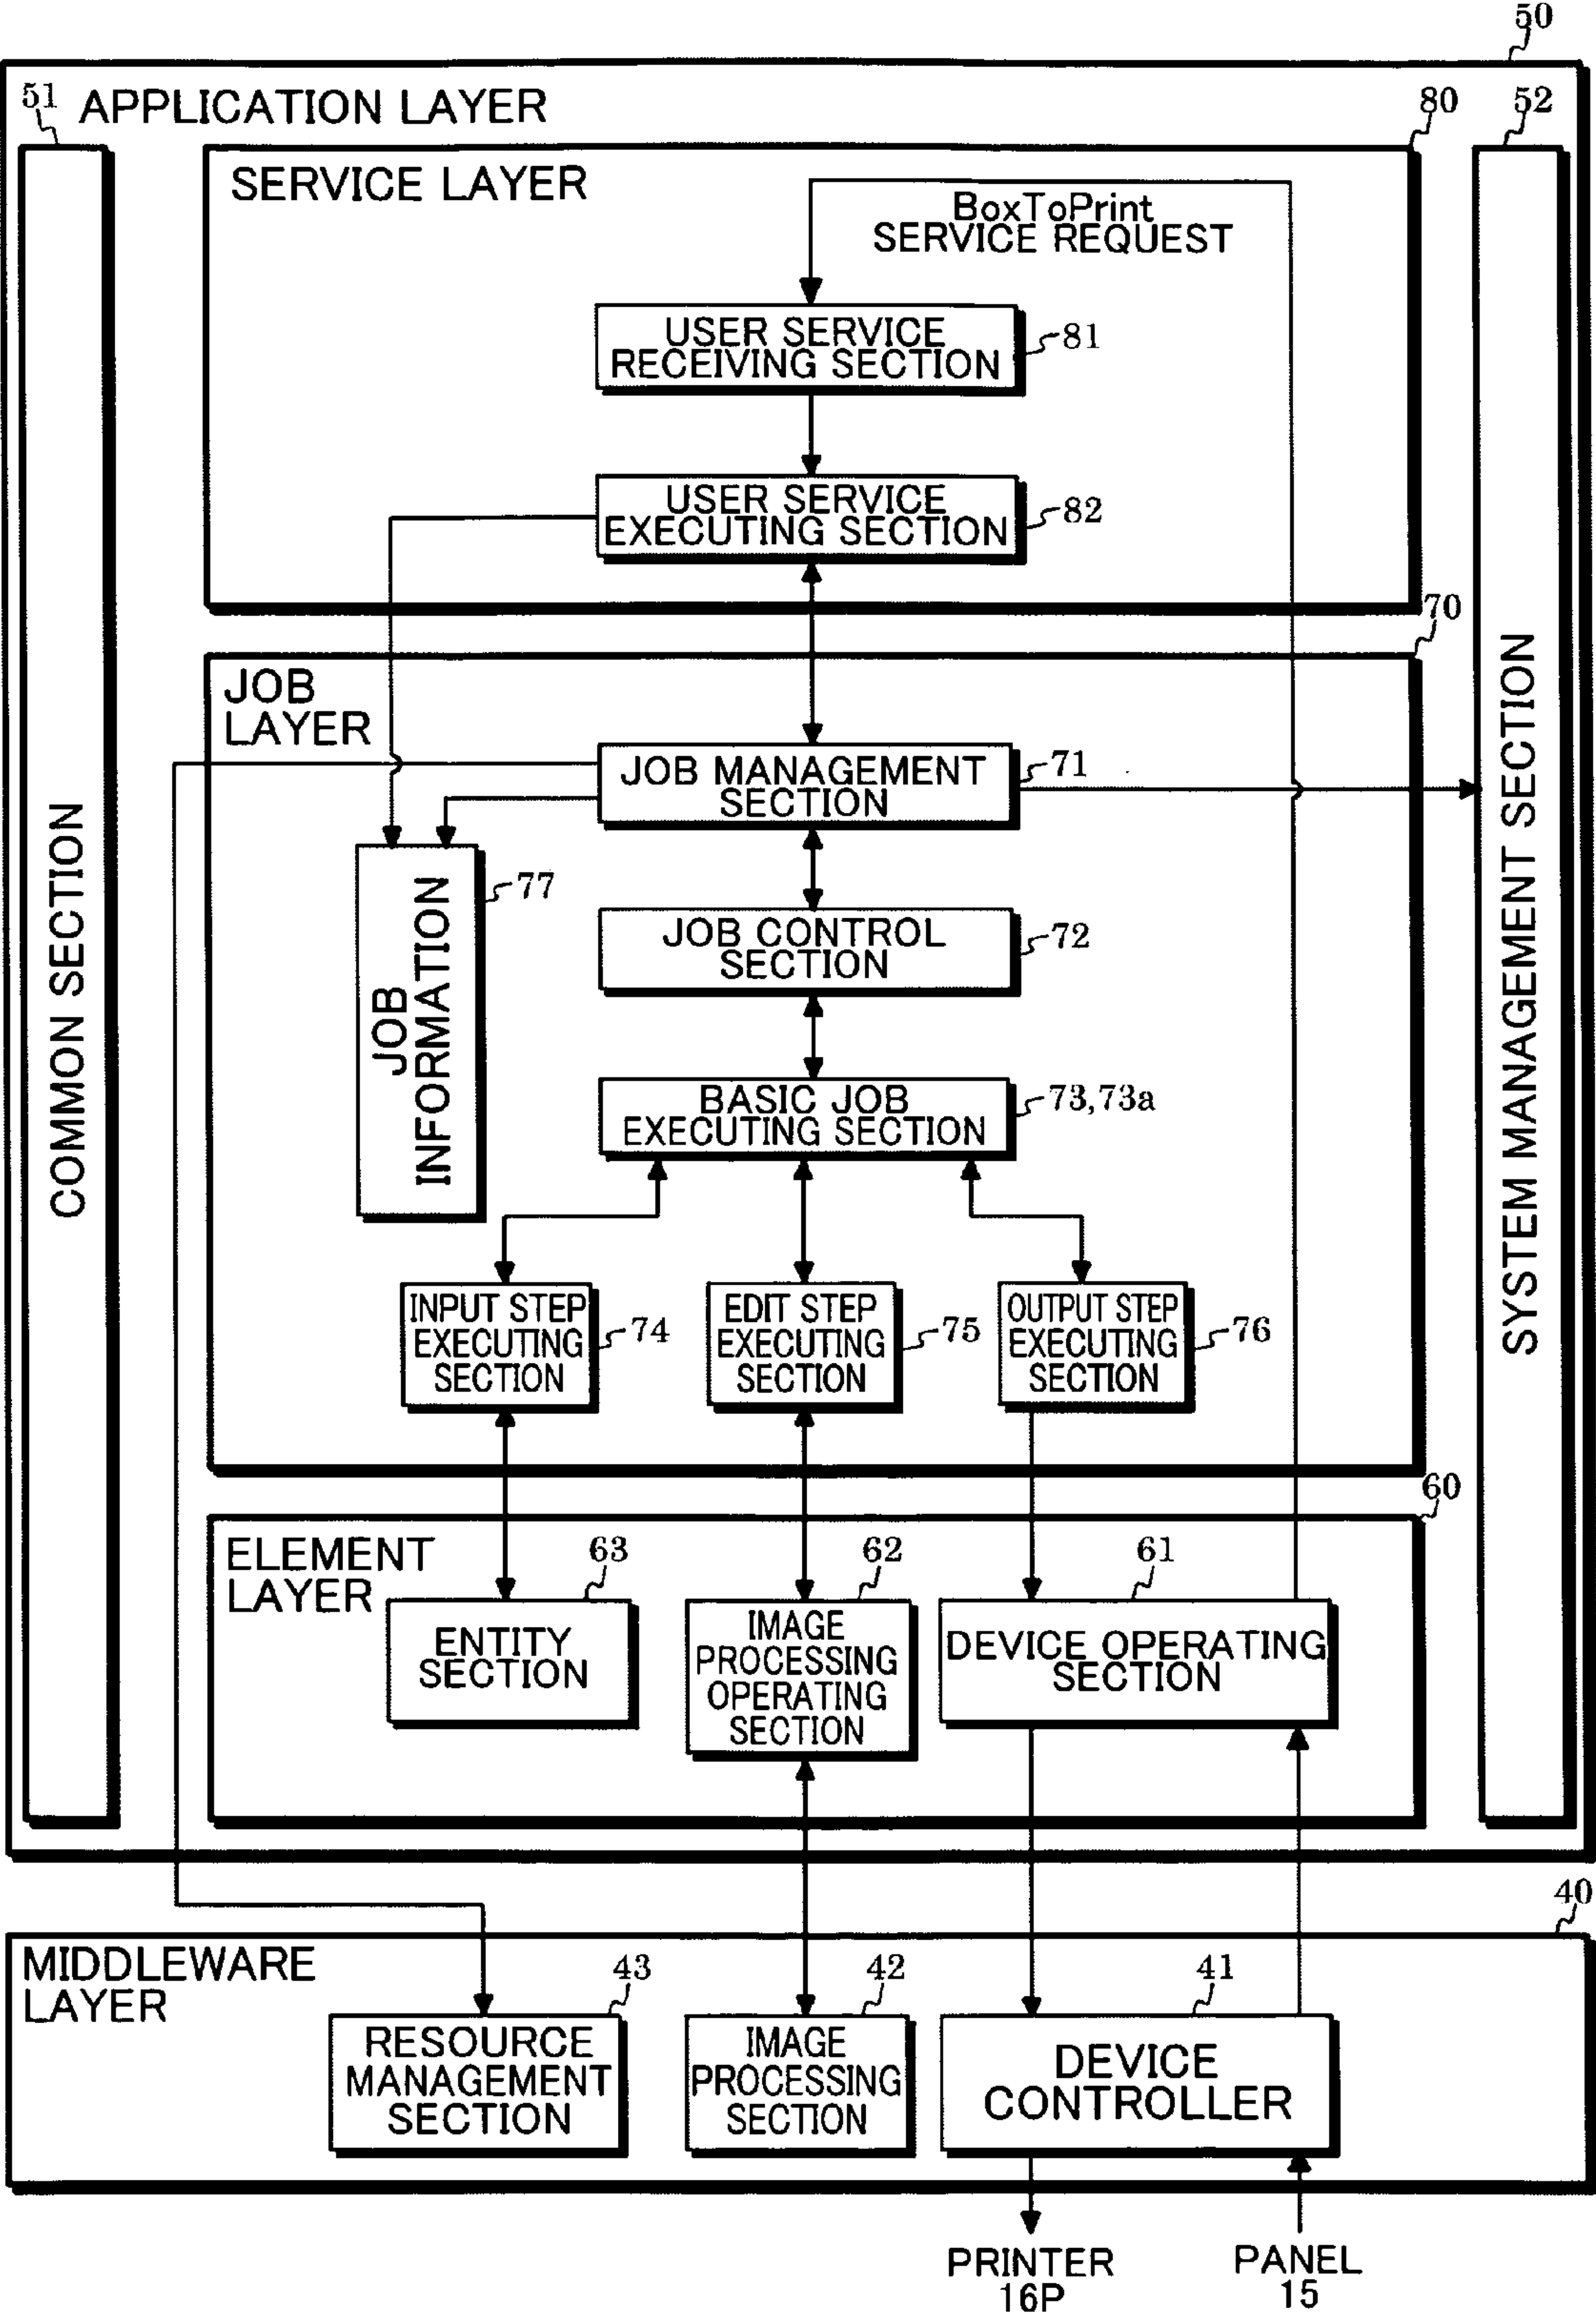 50
51
APPLICATION LAYER
80
52
SERVICE LAYER
BoxToPrint
SERVICE REQUEST
USER SERVICE
RECEIVING SECTION
81
USER SERVICE
EXECUTING SECTION
82
70
JOB
LAYER
JOB MANAGEMENT
SECTION
71
JOB
INFORMATION
77
JOB CONTROL
SECTION
72
BASIC JOB
EXECUTING SECTION
73,73a
COMMON SECTION
SYSTEM MANAGEMENT SECTION
INPUT STEP
EXECUTING
SECTION
74
EDIT STEP
EXECUTING
SECTION
75
OUTPUT STEP
EXECUTING
SECTION
76
60
ELEMENT
LAYER
63
ENTITY
SECTION
62
IMAGE
PROCESSING
OPERATING
SECTION
61
DEVICE OPERATING
SECTION
40
MIDDLEWARE
LAYER
43
RESOURCE
MANAGEMENT
SECTION
42
IMAGE
PROCESSING
SECTION
41
DEVICE
CONTROLLER
PRINTER
16P
PANEL
15